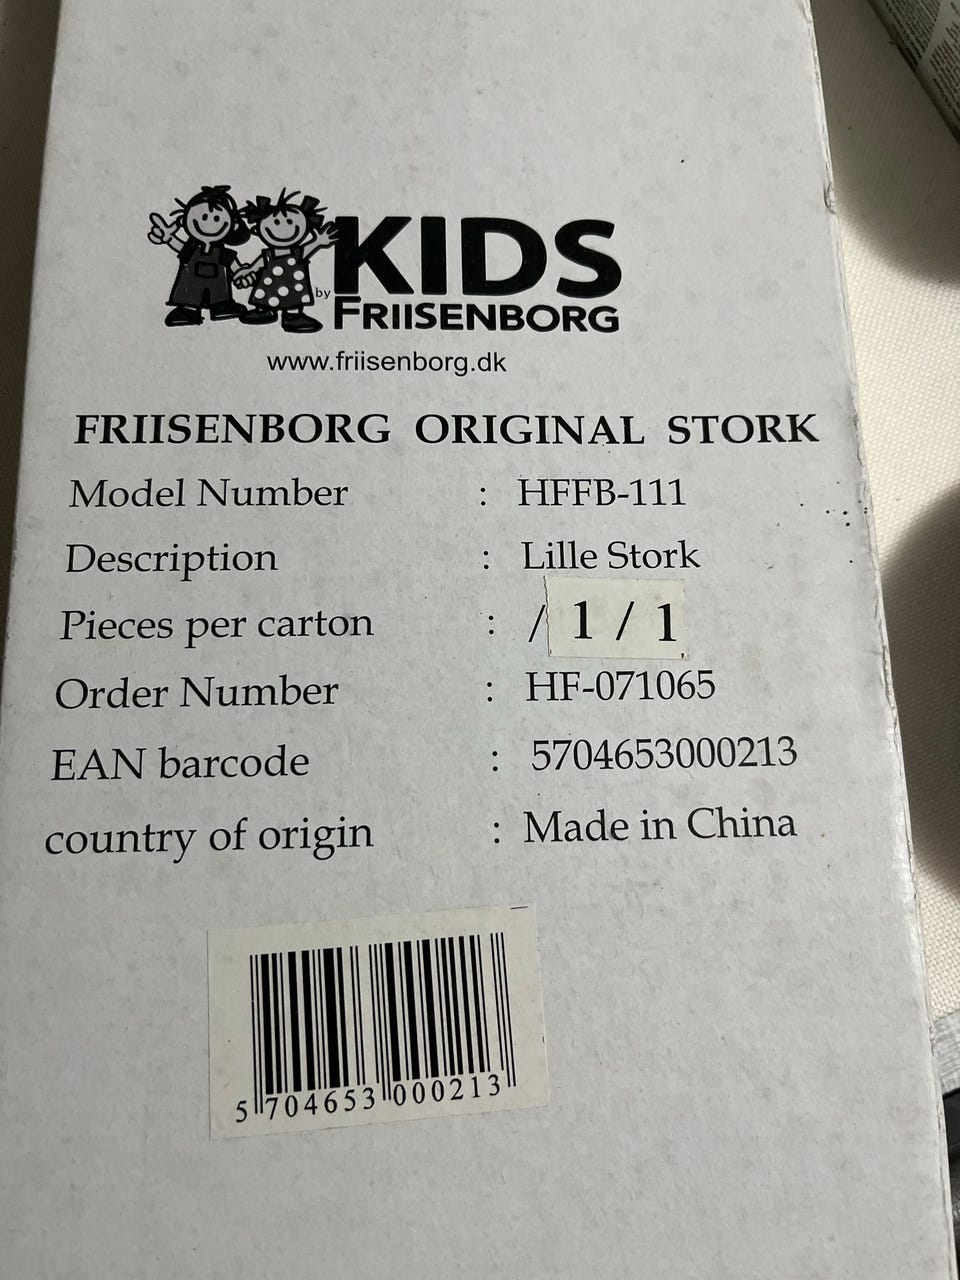 KIDS
by FRIISENBORG
www.friisenborg.dk
FRIISENBORG ORIGINAL STORK
Model Number : HFFB-111
Description : Lille Stork
Pieces per carton : / 1 / 1
Order Number : HF-071065
EAN barcode : 5704653000213
country of origin : Made in China
5 704653 000213